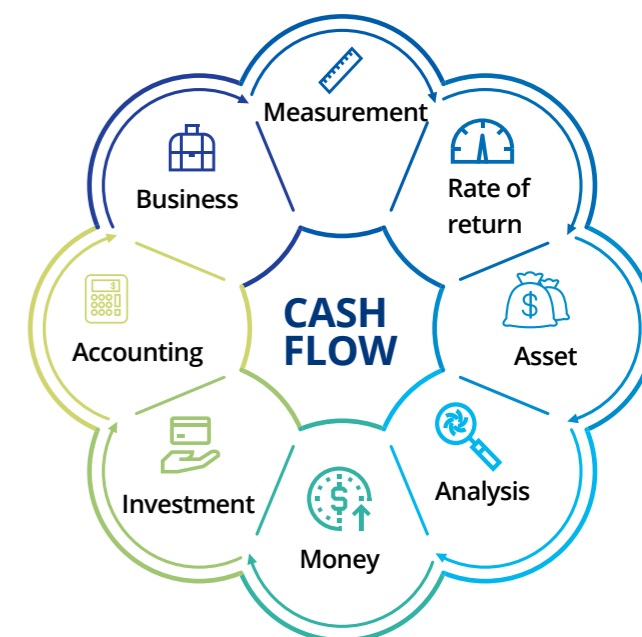 Measurement
Rate of
return
Asset
Analysis
Money
Investment
Accounting
Business
CASH
FLOW
$
$
$